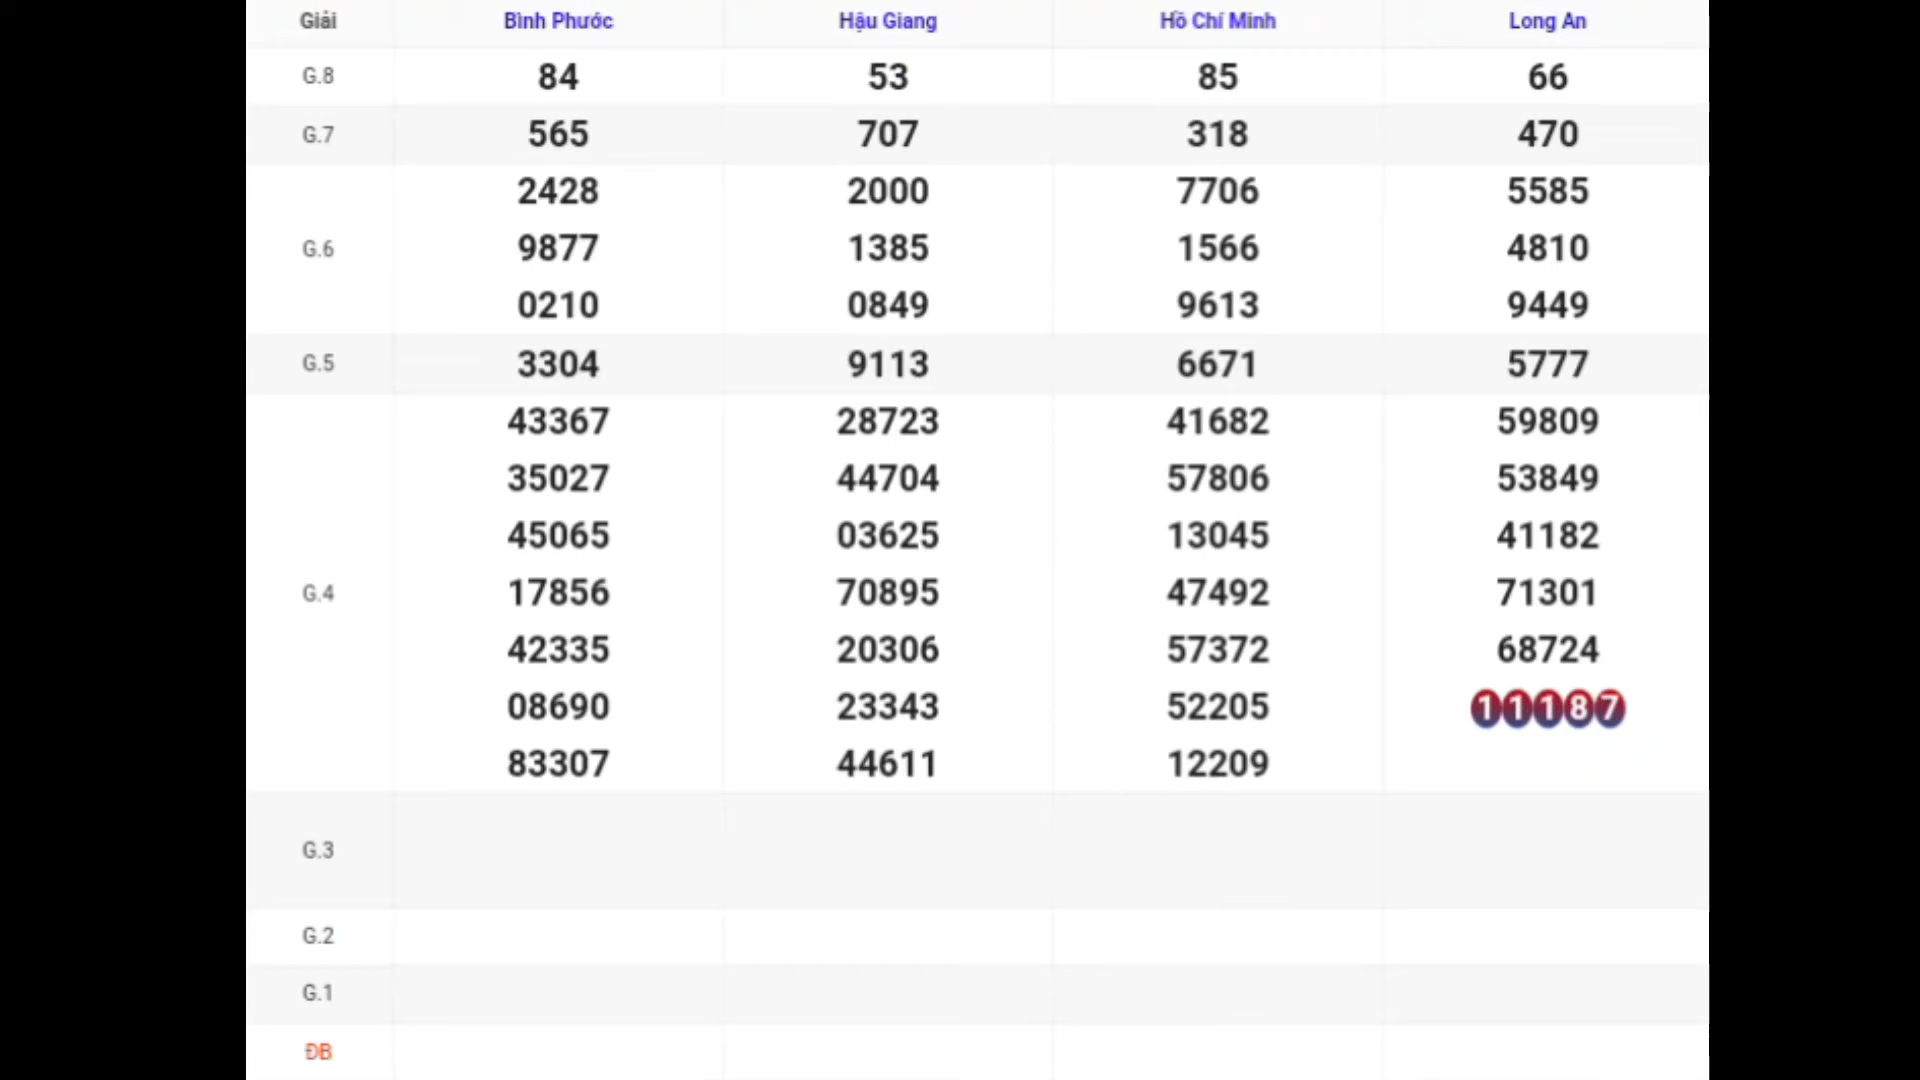 Giải Bình Phước Hậu Giang Hồ Chí Minh Long An
G.8 84 53 85 66
G.7 565 707 318 470
2428 2000 7706 5585
G.6 9877 1385 1566 4810
0210 0849 9613 9449
G.5 3304 9113 6671 5777
43367 28723 41682 59809
35027 44704 57806 53849
45065 03625 13045 41182
G.4 17856 70895 47492 71301
42335 20306 57372 68724
08690 23343 52205 11187
83307 44611 12209
G.3
G.2
G.1
ĐB